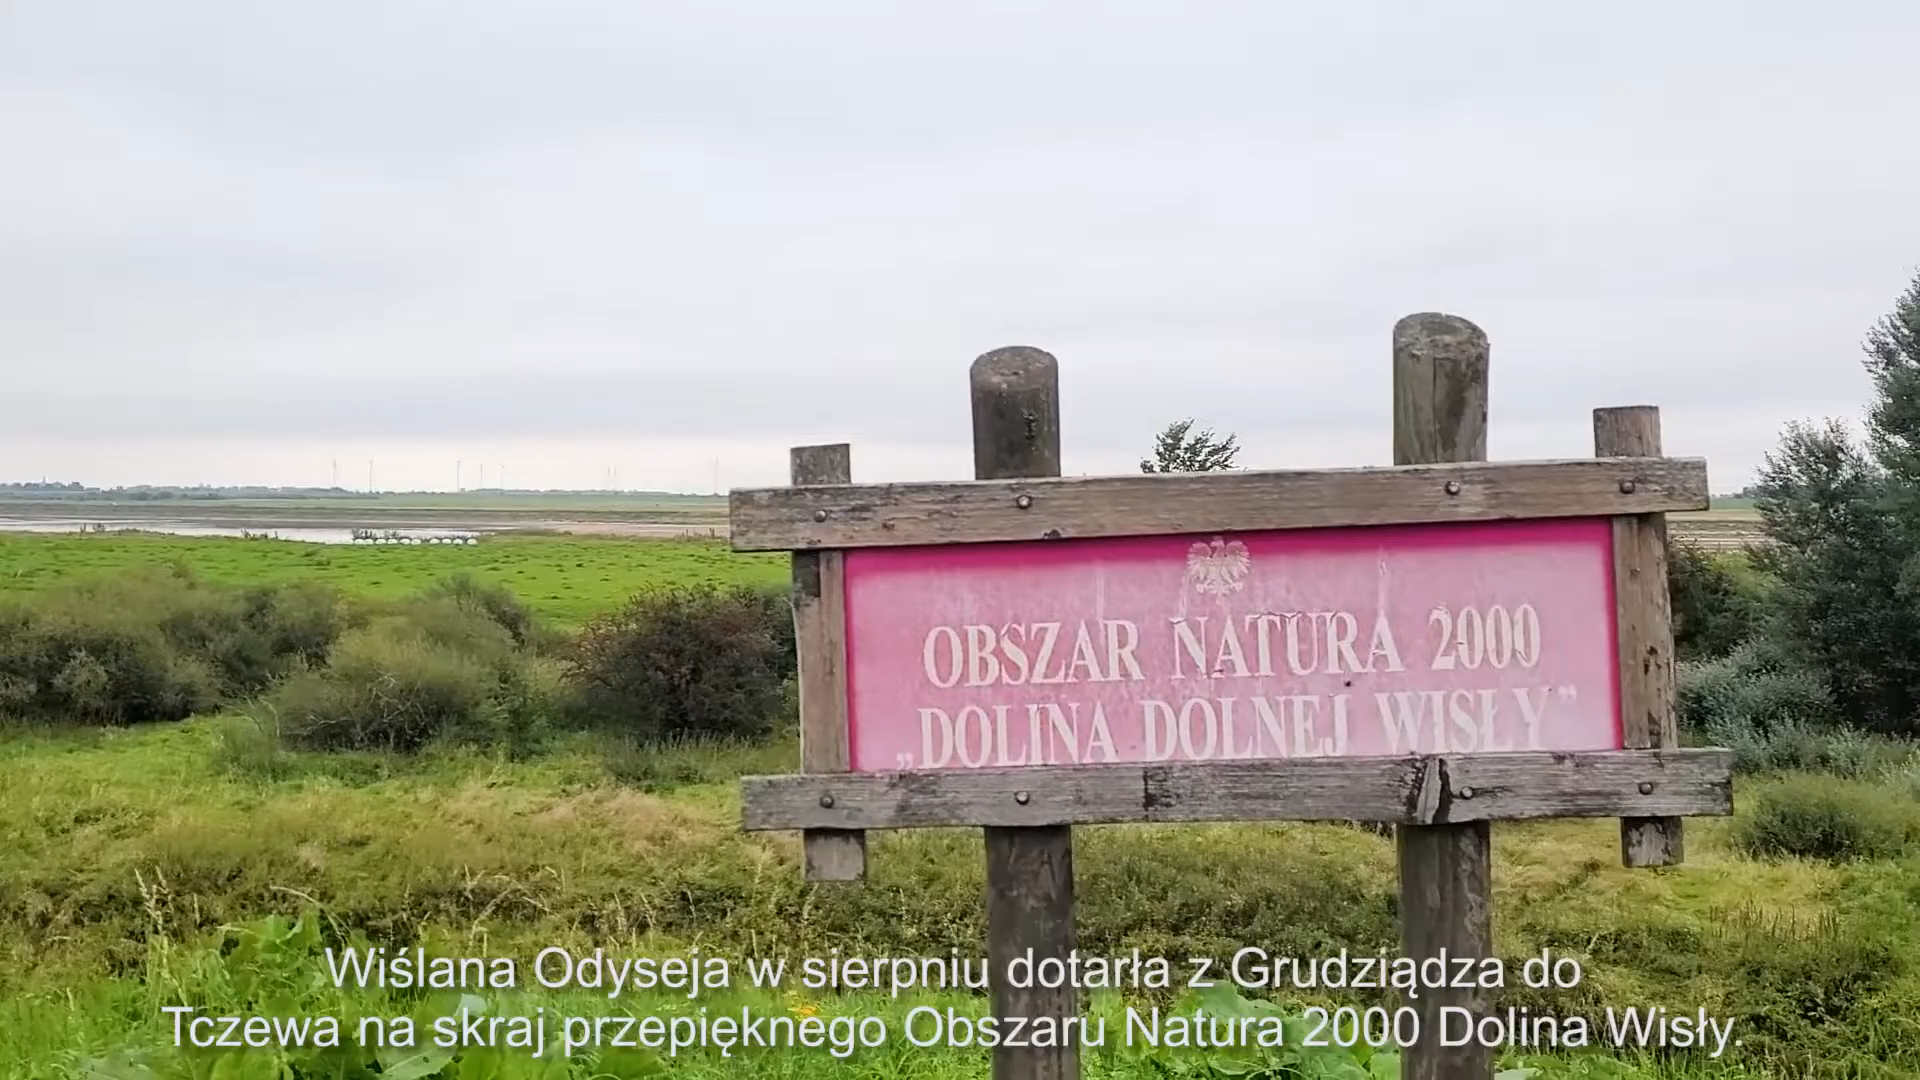 OBSZAR NATURA 2000
„DOLINA DOLNEJ WISŁY”
Wiślana Odyseja w sierpniu dotarła z Grudziądza do
Tczewa na skraj przepięknego Obszaru Natura 2000 Dolina Wisły.